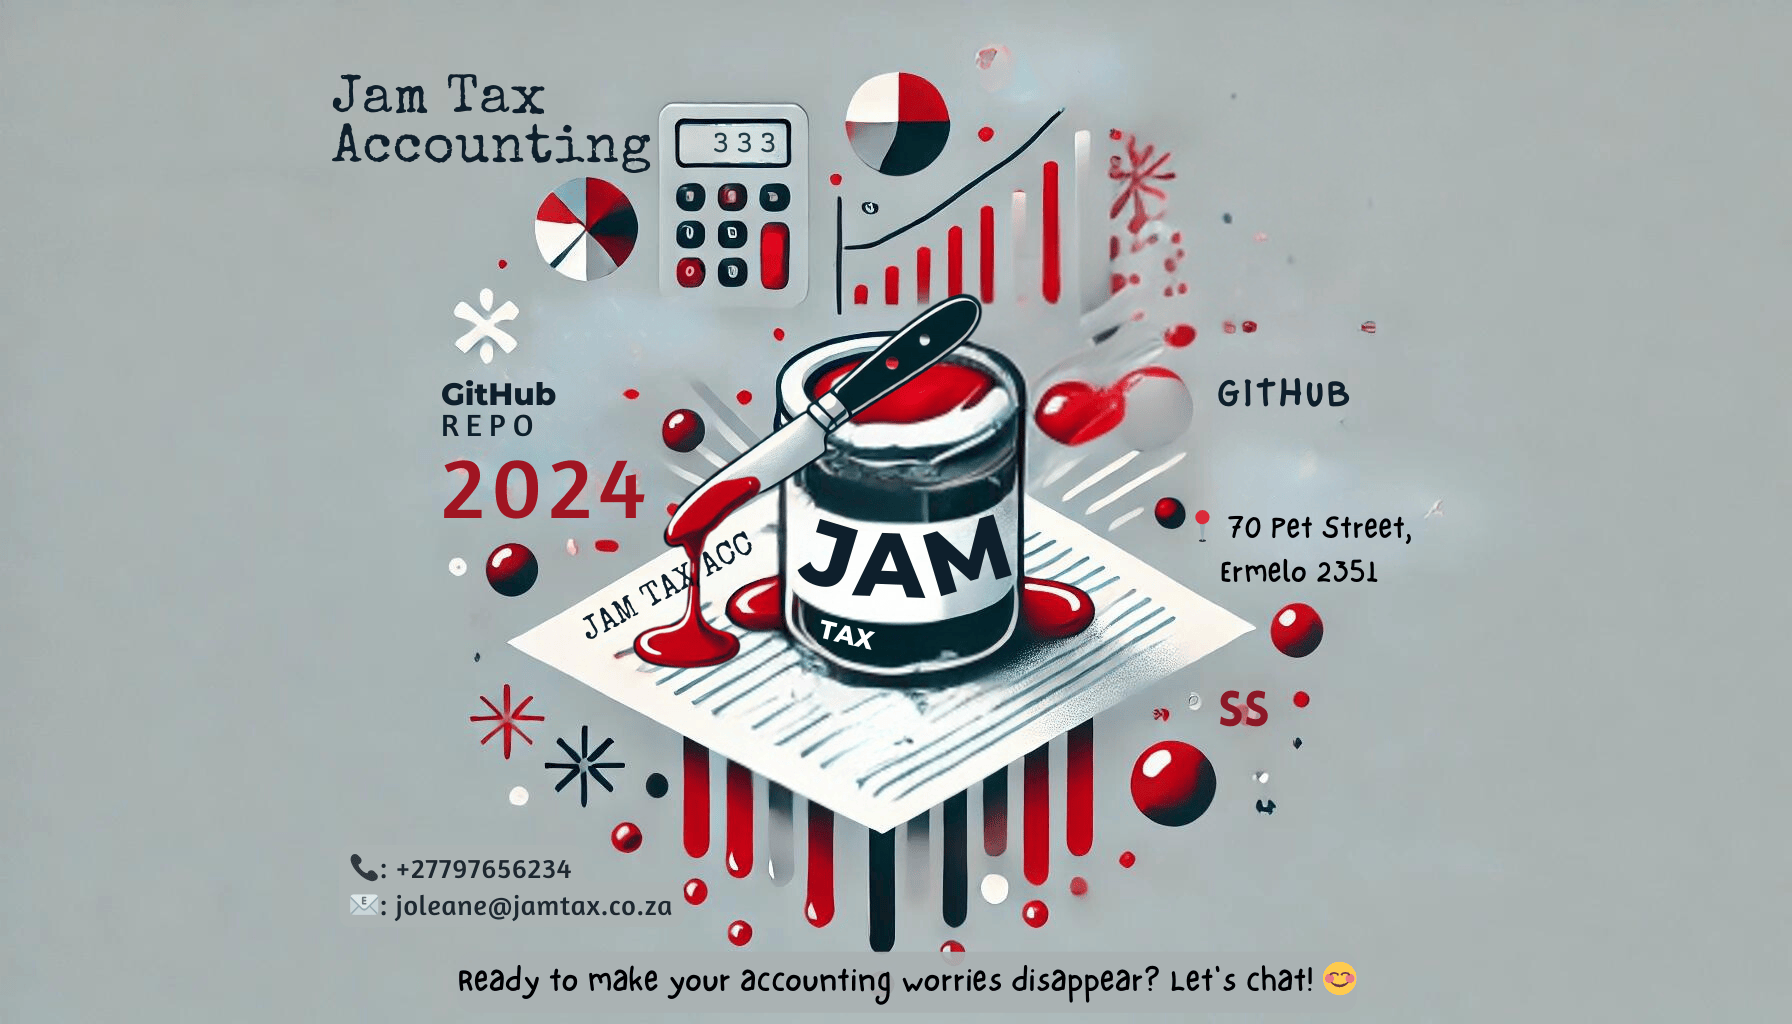 Jam Tax
Accounting
333
GitHub
REPO
2024
GITHUB
70 Pet Street,
Ermelo 2351
JAM TAX ACC
JAM
TAX
SS
: +27797656234
: joleane@jamtax.co.za
Ready to make your accounting worries disappear? Let's chat! 😊